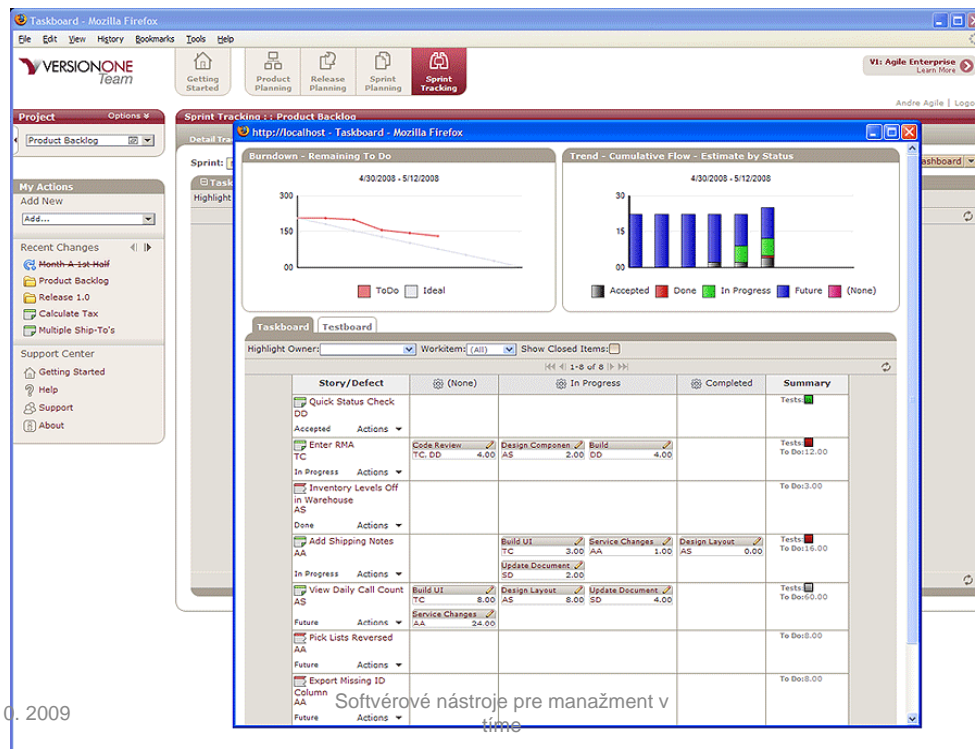 Taskboard - Mozilla Firefox
File Edit View History Bookmarks Tools Help
VERSIONONE
Team
Getting Started
Product Planning
Release Planning
Sprint Planning
Sprint Tracking
V1: Agile Enterprise
Learn More
Andre Agile | Logo
Project Options
Product Backlog
My Actions
Add New
Add...
Recent Changes
Month A 1st Half
Product Backlog
Release 1.0
Calculate Tax
Multiple Ship-To's
Support Center
Getting Started
Help
Support
About
Sprint Tracking : : Product Backlog
Detail Tra
Sprint:
Task
Highlight
ashboard
http://localhost - Taskboard - Mozilla Firefox
Burndown - Remaining To Do
4/30/2008 - 5/12/2008
300
150
00
ToDo Ideal
Trend - Cumulative Flow - Estimate by Status
4/30/2008 - 5/12/2008
30
15
00
Accepted Done In Progress Future (None)
Taskboard Testboard
Highlight Owner: Workitem: (All) Show Closed Items:
1-8 of 8
Story/Defect (None) In Progress Completed Summary
Quick Status Check
DD
Accepted Actions
Tests:
Enter RMA
TC
In Progress Actions
Code Review
TC, DD 4.00
Design Componen
AS 2.00
Build
DD 4.00
Tests:
To Do:12.00
Inventory Levels Off
in Warehouse
AS
Done Actions
To Do:3.00
Add Shipping Notes
AA
In Progress Actions
Build UI
TC 3.00
Service Changes
AA 1.00
Update Document
SD 2.00
Design Layout
AS 0.00
Tests:
To Do:16.00
View Daily Call Count
AS
Future Actions
Build UI
TC 8.00
Service Changes
AA 24.00
Design Layout
AS 8.00
Update Document
SD 4.00
Tests:
To Do:60.00
Pick Lists Reversed
AA
Future Actions
To Do:8.00
Export Missing ID
Column
AA
Future Actions
To Do:8.00
0. 2009
Softvérové nástroje pre manažment v
tíme